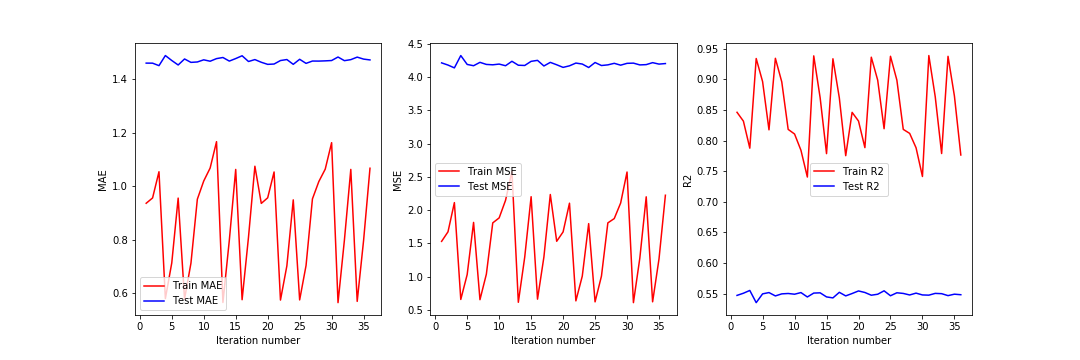 MAE
1.4
1.2
1.0
0.8
0.6
Train MAE
Test MAE
0 5 10 15 20 25 30 35
Iteration number
MSE
4.5
4.0
3.5
3.0
2.5
2.0
1.5
1.0
0.5
Train MSE
Test MSE
0 5 10 15 20 25 30 35
Iteration number
R2
0.95
0.90
0.85
0.80
0.75
0.70
0.65
0.60
0.55
Train R2
Test R2
0 5 10 15 20 25 30 35
Iteration number